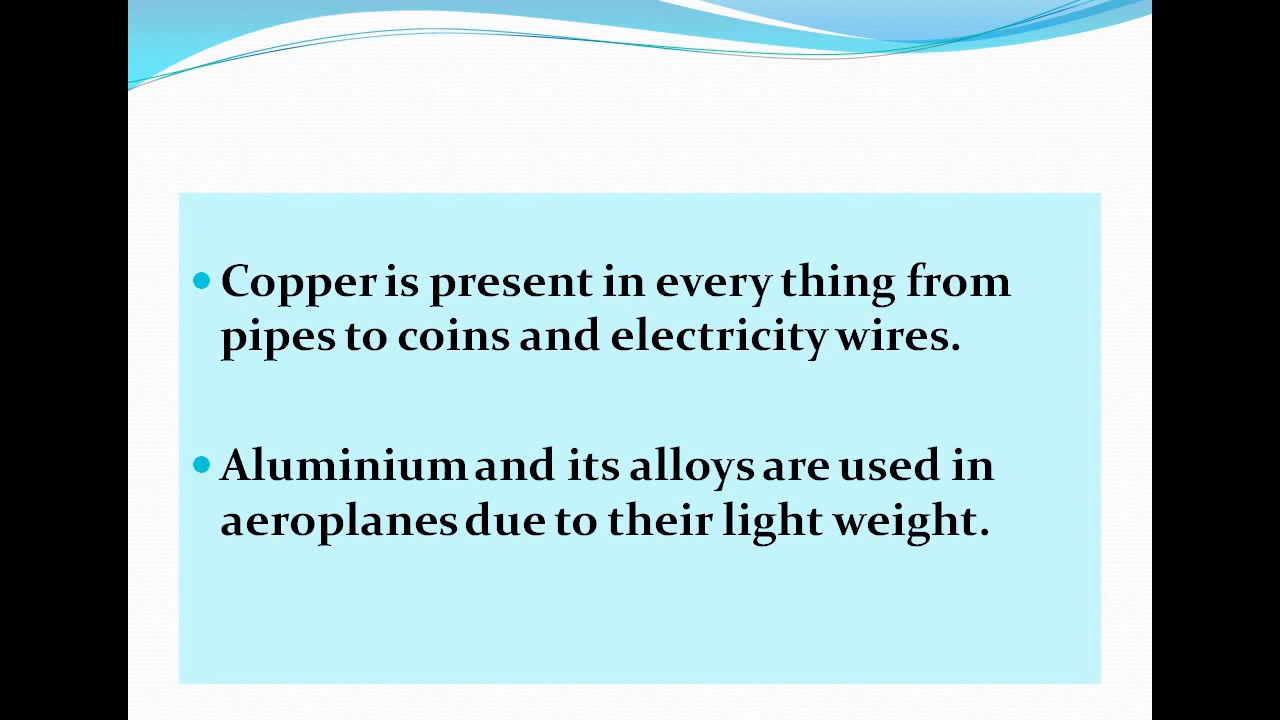 Copper is present in every thing from
pipes to coins and electricity wires.
Aluminium and its alloys are used in
aeroplanes due to their light weight.